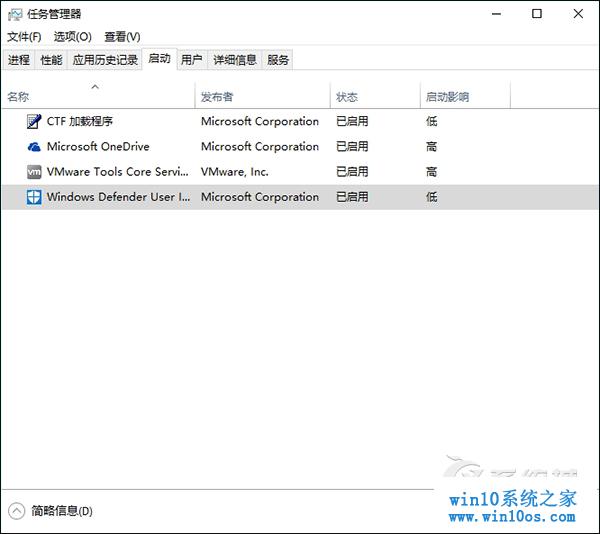 任务管理器
文件(F) 选项(O) 查看(V)
进程 性能 应用历史记录 启动 用户 详细信息 服务
名称 发布者 状态 启动影响
CTF 加载程序 Microsoft Corporation 已启用 低
Microsoft OneDrive Microsoft Corporation 已启用 高
vm VMware Tools Core Servi... VMware, Inc. 已启用 高
Windows Defender User I... Microsoft Corporation 已启用 低
简略信息(D)
win10系统之家
www.win10os.com